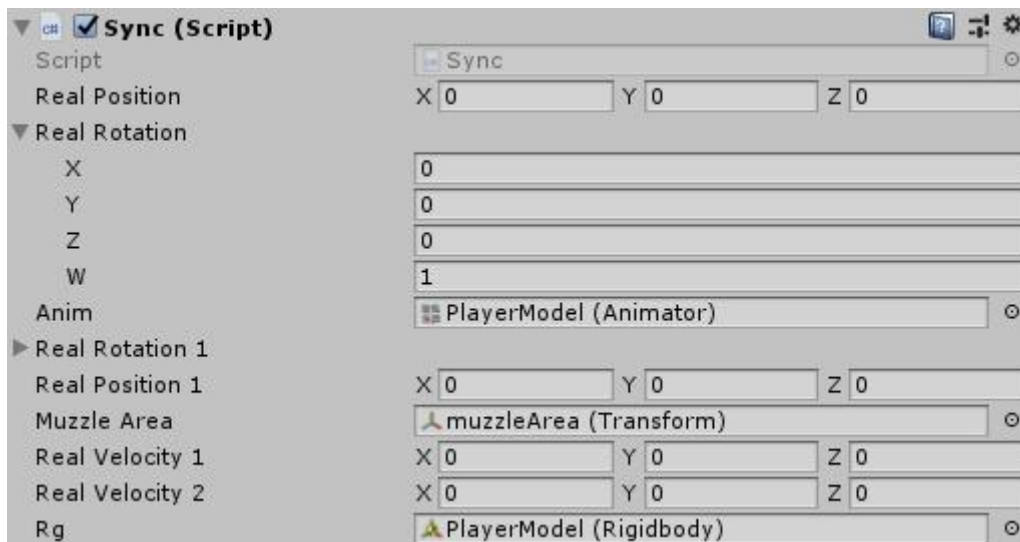 c# Sync (Script)
Script Sync
Real Position X 0 Y 0 Z 0
Real Rotation
X 0
Y 0
Z 0
W 1
Anim PlayerModel (Animator)
Real Rotation 1
Real Position 1 X 0 Y 0 Z 0
Muzzle Area muzzleArea (Transform)
Real Velocity 1 X 0 Y 0 Z 0
Real Velocity 2 X 0 Y 0 Z 0
Rg PlayerModel (Rigidbody)